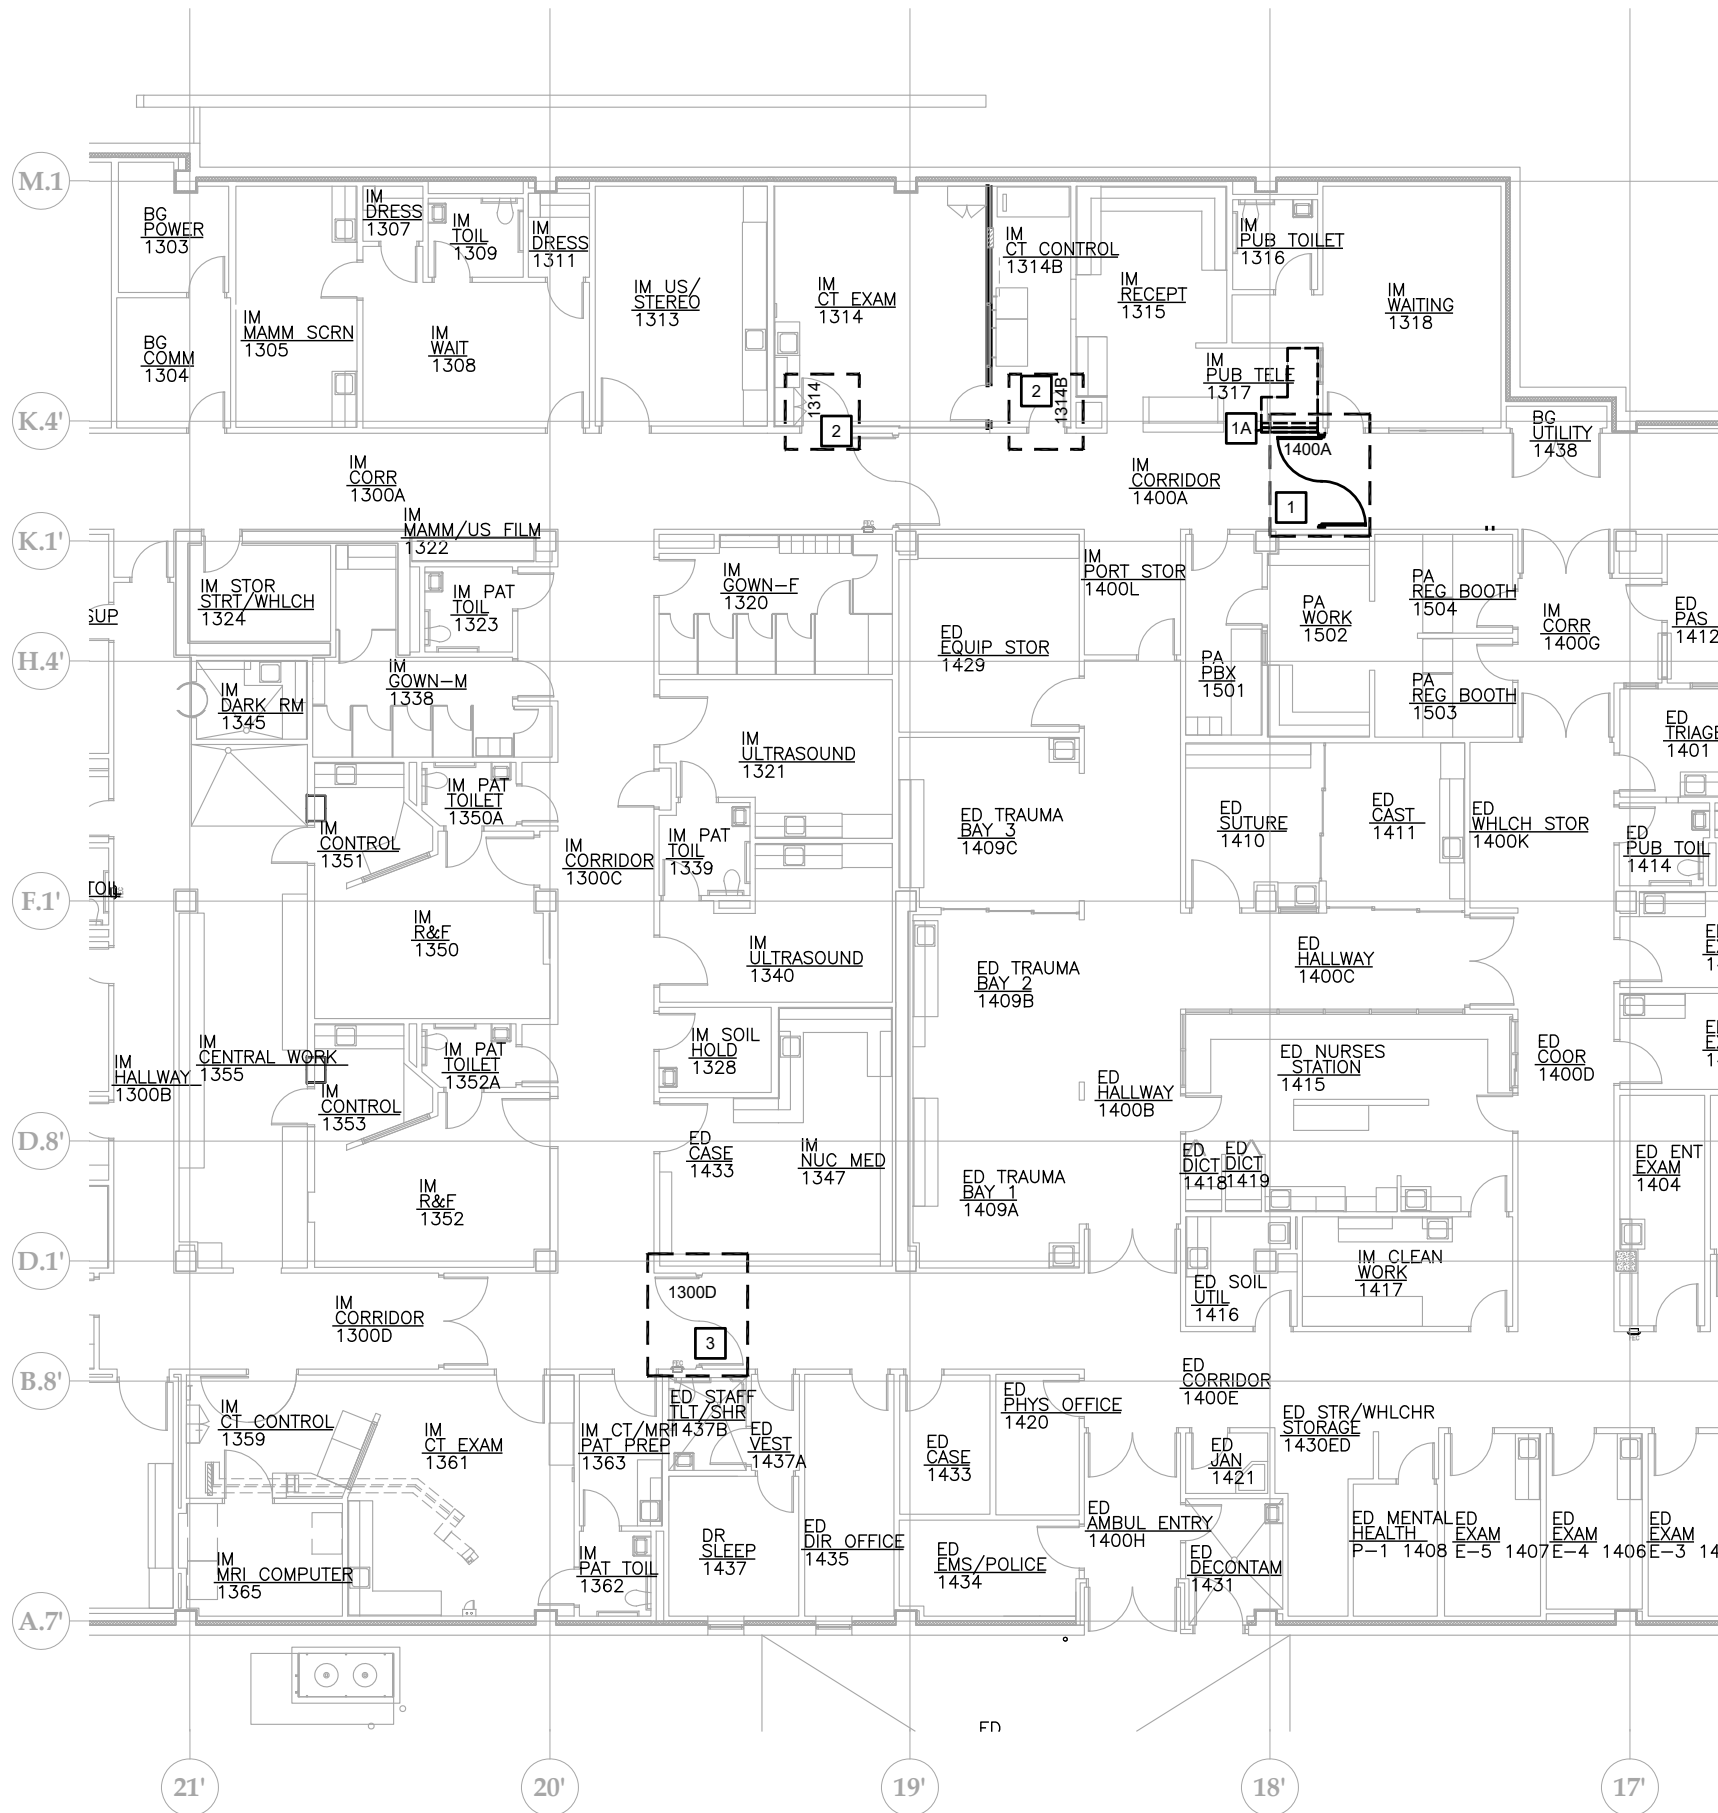 M.1
BG
POWER
1303
IM
DRESS
1307
IM
TOIL
1309
IM
DRESS
1311
IM
CT CONTROL
1314B
IM
PUB TOILET
1316
IM
MAMM SCRN
1305
IM
WAIT
1308
IM US/
STEREO
1313
IM
CT EXAM
1314
IM
RECEPT
1315
IM
WAITING
1318
BG
COMM
1304
IM
PUB TELE
1317
1314
2
2
1314B
1A
1400A
1
K.4'
BG
UTILITY
1438
IM
CORR
1300A
IM
CORRIDOR
1400A
K.1'
IM
MAMM/US FILM
1322
FEC
IM STOR
STRT/WHLCH
1324
IM PAT
TOIL
1323
IM
GOWN-F
1320
IM
PORT STOR
1400L
PA
REG BOOTH
1504
PA
WORK
1502
IM
CORR
1400G
ED
PAS
1412
SUP
ED
EQUIP STOR
1429
H.4'
IM
DARK RM
1345
IM
GOWN-M
1338
PA
PBX
1501
PA
REG BOOTH
1503
ED
TRIAGE
1401
IM
ULTRASOUND
1321
IM PAT
TOILET
1350A
IM
CONTROL
1351
IM
CORRIDOR
1300C
IM PAT
TOIL
1339
ED TRAUMA
BAY 3
1409C
ED
SUTURE
1410
ED
CAST
1411
ED
WHLCH STOR
1400K
ED
PUB TOIL
1414
TOIL
F.1'
IM
R&F
1350
IM
ULTRASOUND
1340
ED TRAUMA
BAY 2
1409B
ED
HALLWAY
1400C
IM
CENTRAL WORK
1355
IM
HALLWAY
1300B
IM PAT
TOILET
1352A
IM
CONTROL
1353
IM SOIL
HOLD
1328
ED
HALLWAY
1400B
ED NURSES
STATION
1415
ED
COOR
1400D
D.8'
ED
CASE
1433
IM
NUC MED
1347
ED
DICT
1418
ED
DICT
1419
ED ENT
EXAM
1404
IM
R&F
1352
ED TRAUMA
BAY 1
1409A
D.1'
1300D
3
ED SOIL
UTIL
1416
IM CLEAN
WORK
1417
IM
CORRIDOR
1300D
FEC
B.8'
ED
CORRIDOR
1400E
IM
CT CONTROL
1359
IM
CT EXAM
1361
IM CT/MRI
PAT PREP
1363
ED STAFF
TLT/SHR
1437B
ED
VEST
1437A
ED
PHYS OFFICE
1420
ED
CASE
1433
ED
JAN
1421
ED STR/WHLCHR
STORAGE
1430ED
IM
MRI COMPUTER
1365
IM
PAT TOIL
1362
DR
SLEEP
1437
ED
DIR OFFICE
1435
ED
EMS/POLICE
1434
ED
AMBUL ENTRY
1400H
ED
DECONTAM
1431
ED MENTAL
HEALTH
P-1 1408
ED
EXAM
E-5 1407
ED
EXAM
E-4 1406
ED
EXAM
E-3
A.7'
ED
21'
20'
19'
18'
17'